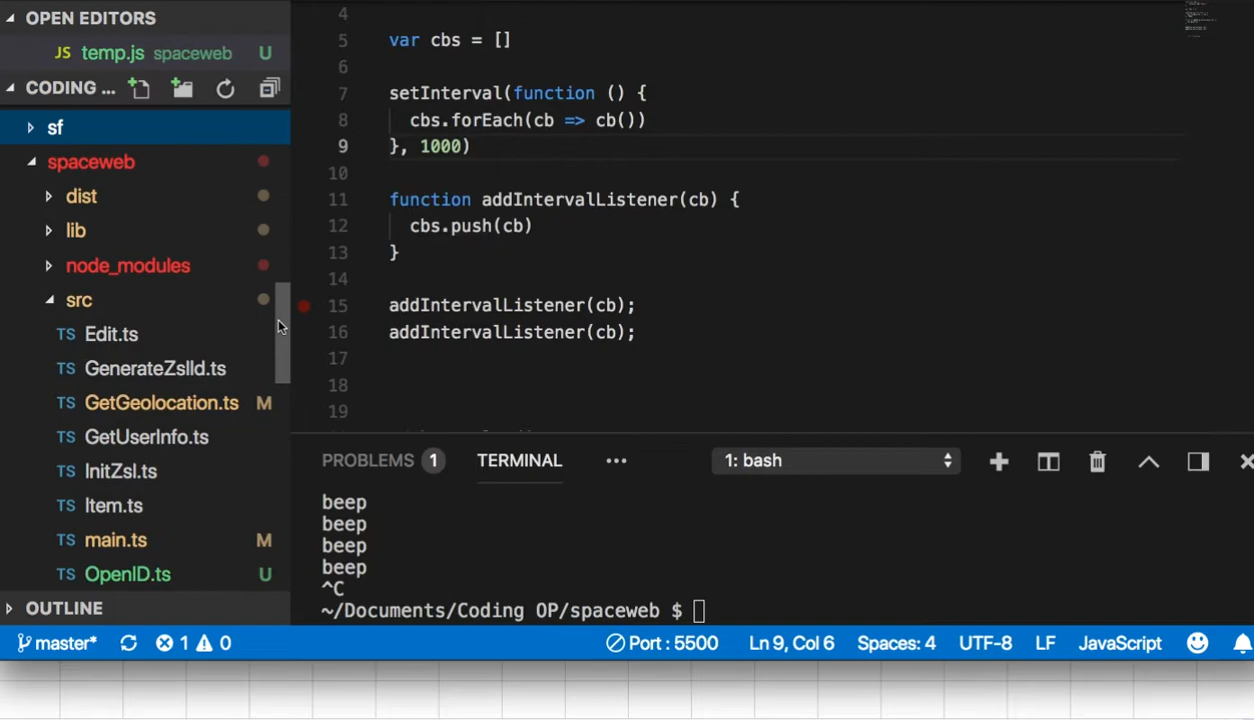 OPEN EDITORS
JS temp.js spaceweb U
CODING ...
sf
spaceweb
dist
lib
node_modules
src
TS Edit.ts
TS GenerateZslId.ts
TS GetGeolocation.ts M
TS GetUserInfo.ts
TS InitZsl.ts
TS Item.ts
TS main.ts M
TS OpenID.ts U
OUTLINE
4
5 var cbs = []
6
7 setInterval(function () {
8 cbs.forEach(cb => cb())
9 }, 1000)
10
11 function addIntervalListener(cb) {
12 cbs.push(cb)
13 }
14
15 addIntervalListener(cb);
16 addIntervalListener(cb);
17
18
19
PROBLEMS 1 TERMINAL ... 1: bash
beep
beep
beep
beep
^C
~/Documents/Coding OP/spaceweb $
master* 1 0 Port : 5500 Ln 9, Col 6 Spaces: 4 UTF-8 LF JavaScript